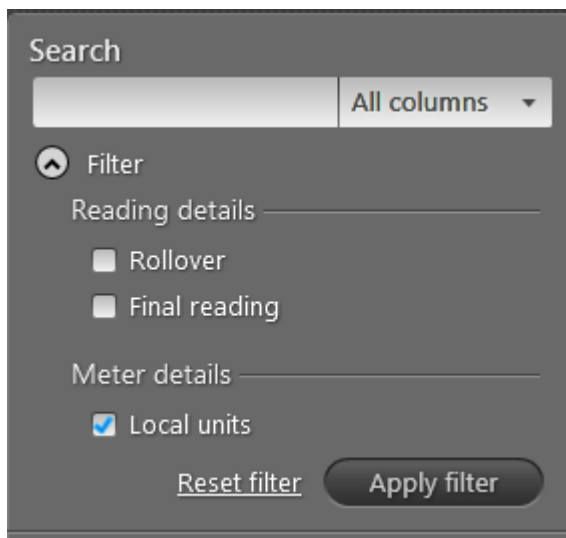 Search
All columns
Filter
Reading details
Rollover
Final reading
Meter details
Local units
Reset filter Apply filter